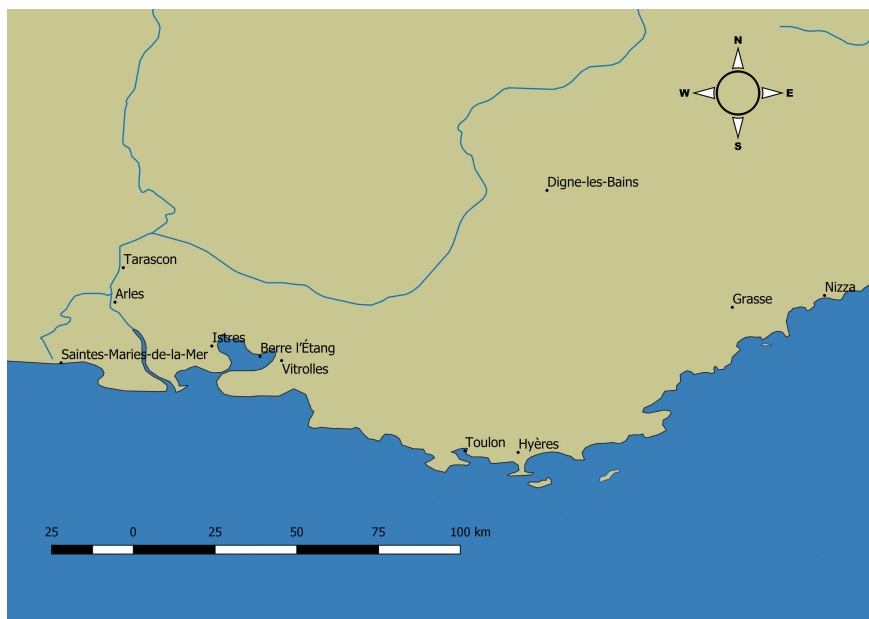 N
W E
S
Digne-les-Bains
Tarascon
Nizza
Arles
Grasse
Istres
Saintes-Maries-de-la-Mer
Berre l'Étang
Vitrolles
Toulon
Hyères
25 0 25 50 75 100 km